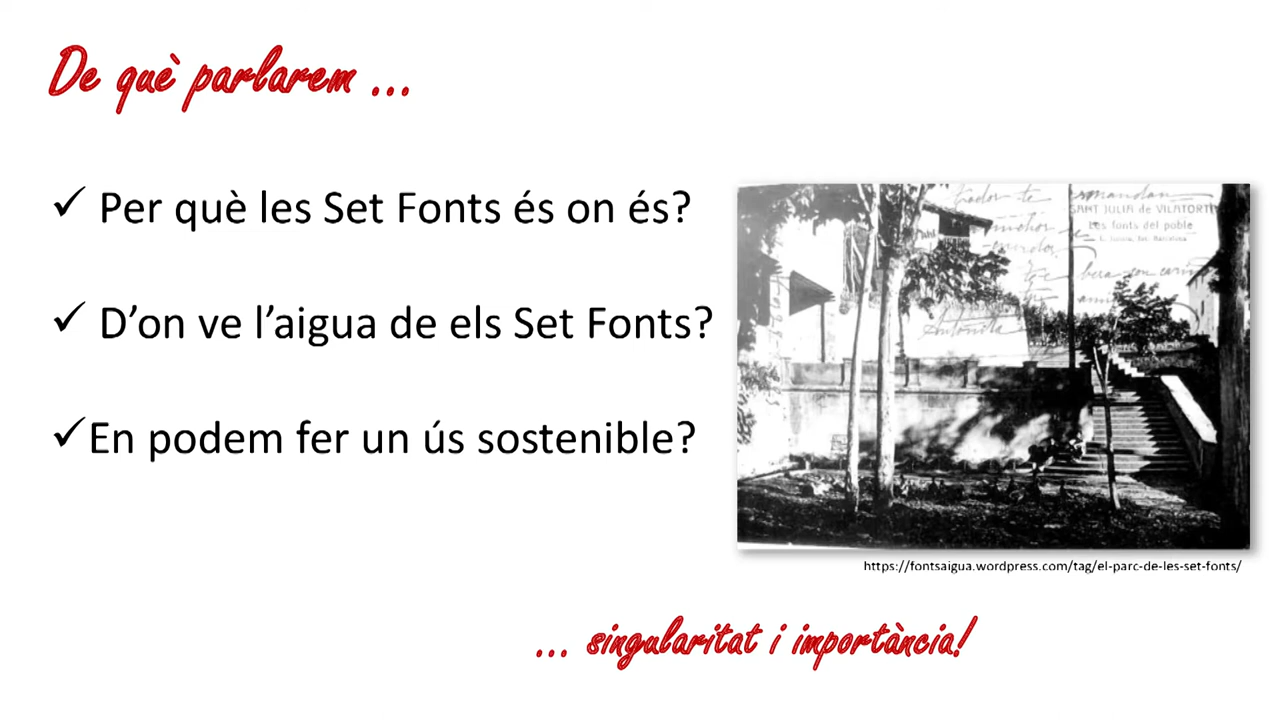 De què parlarem ...
✓ Per què les Set Fonts és on és?
✓ D'on ve l'aigua de els Set Fonts?
✓En podem fer un ús sostenible?
SANT JULIA de VILATORTA
Les fonts del poble
https://fontsaigua.wordpress.com/tag/el-parc-de-les-set-fonts/
... singularitat i importància!